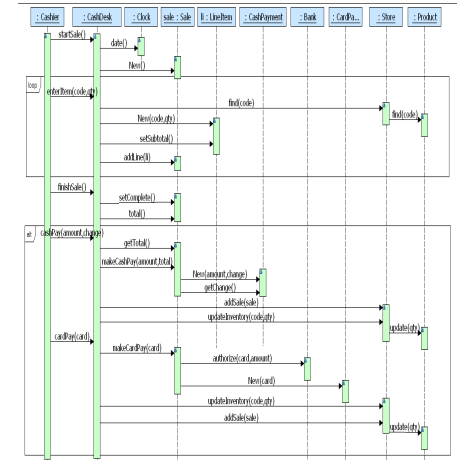 : Cashier
: CashDesk
: Clock
sale : Sale
li : LineItem
: CashPayment
: Bank
: CardPa...
: Store
: Product
startSale()
date()
New()
loop
enterItem(code,qty)
find(code)
find(code)
New(code,qty)
setSubtotal()
addLine(li)
finishSale()
setComplete()
total()
alt
cashPay(amount,change)
getTotal()
makeCashPay(amount,total)
New(amount,change)
getChange()
addSale(sale)
updateInventory(code,qty)
update(qty)
cardPay(card)
makeCardPay(card)
authorize(card,amount)
New(card)
updateInventory(code,qty)
addSale(sale)
update(qty)